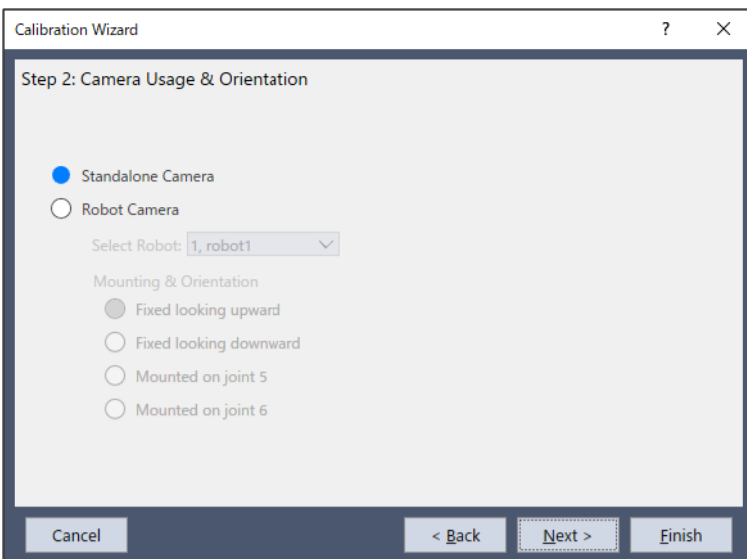 Calibration Wizard
?
Step 2: Camera Usage & Orientation
Standalone Camera
Robot Camera
Select Robot: 1, robot1
Mounting & Orientation
Fixed looking upward
Fixed looking downward
Mounted on joint 5
Mounted on joint 6
Cancel
< Back
Next >
Finish